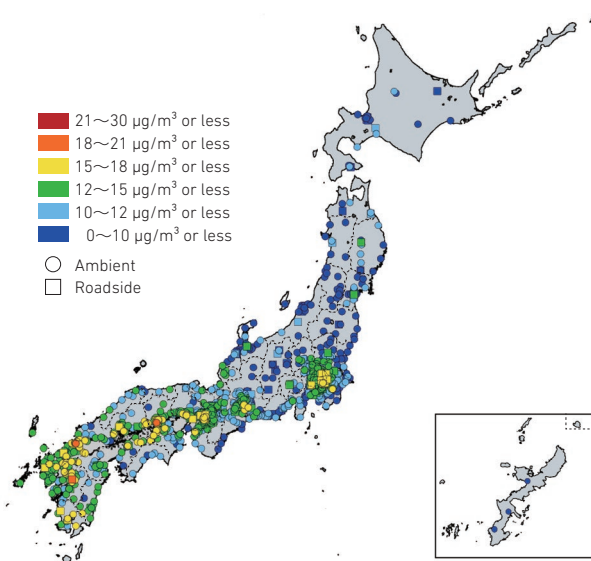 21～30 µg/m³ or less
18～21 µg/m³ or less
15～18 µg/m³ or less
12～15 µg/m³ or less
10～12 µg/m³ or less
0～10 µg/m³ or less
Ambient
Roadside